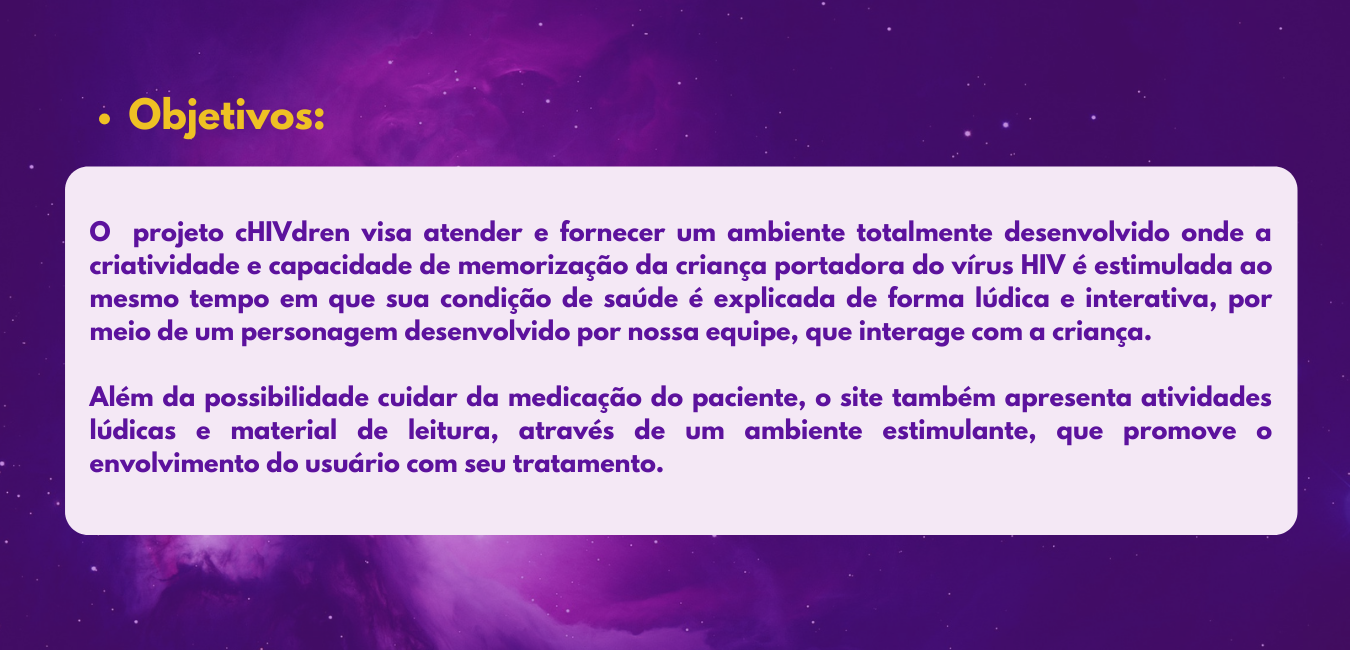 • Objetivos:
O projeto cHIVdren visa atender e fornecer um ambiente totalmente desenvolvido onde a
criatividade e capacidade de memorização da criança portadora do vírus HIV é estimulada ao
mesmo tempo em que sua condição de saúde é explicada de forma lúdica e interativa, por
meio de um personagem desenvolvido por nossa equipe, que interage com a criança.
Além da possibilidade cuidar da medicação do paciente, o site também apresenta atividades
lúdicas e material de leitura, através de um ambiente estimulante, que promove o
envolvimento do usuário com seu tratamento.